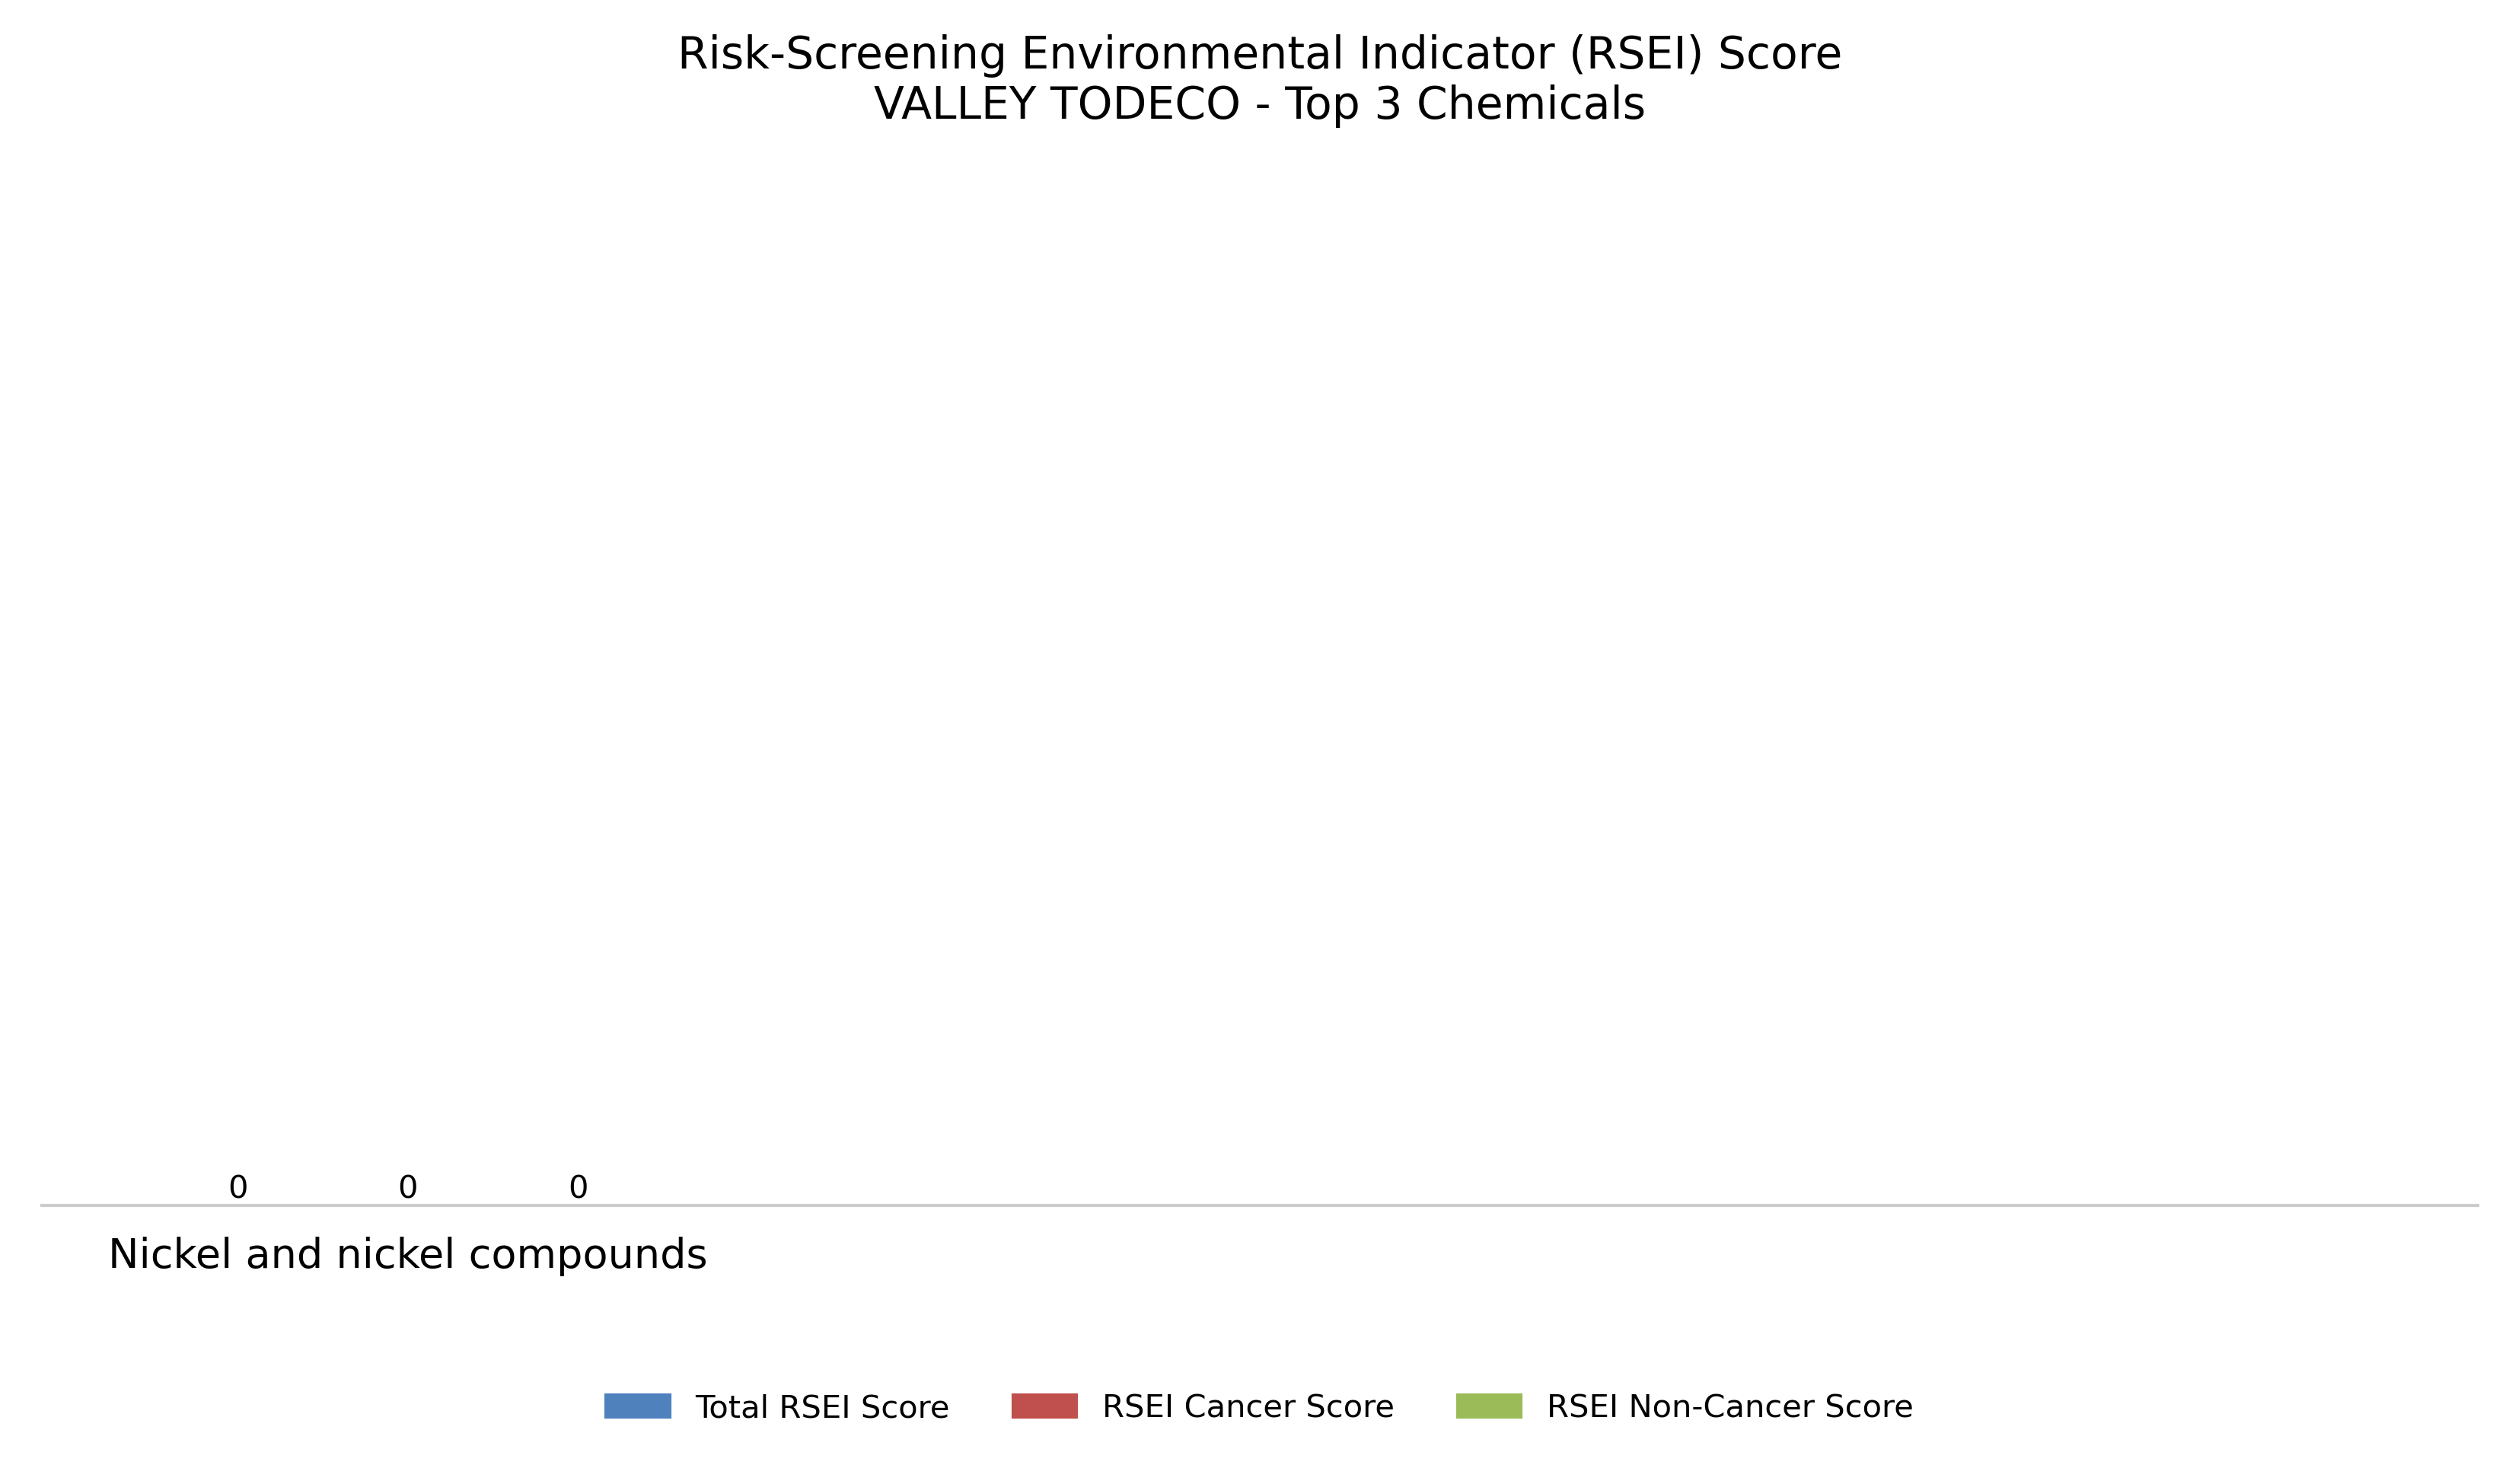 Risk-Screening Environmental Indicator (RSEI) Score
VALLEY TODECO - Top 3 Chemicals
0 0 0
Nickel and nickel compounds
Total RSEI Score RSEI Cancer Score RSEI Non-Cancer Score